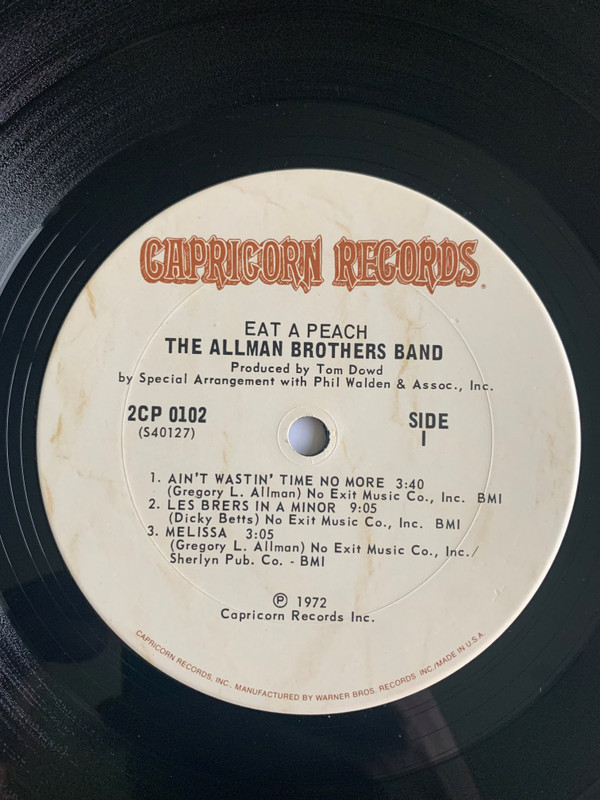 CAPRICORN RECORDS®
EAT A PEACH
THE ALLMAN BROTHERS BAND
Produced by Tom Dowd
by Special Arrangement with Phil Walden & Assoc., Inc.
2CP 0102
(S40127)
SIDE
I
1. AIN'T WASTIN' TIME NO MORE 3:40
(Gregory L. Allman) No Exit Music Co., Inc. BMI
2. LES BRERS IN A MINOR 9:05
(Dicky Betts) No Exit Music Co., Inc. BMI
3. MELISSA 3:05
(Gregory L. Allman) No Exit Music Co., Inc./
Sherlyn Pub. Co. - BMI
℗ 1972
Capricorn Records Inc.
CAPRICORN RECORDS, INC. MANUFACTURED BY WARNER BROS. RECORDS INC./MADE IN U.S.A.